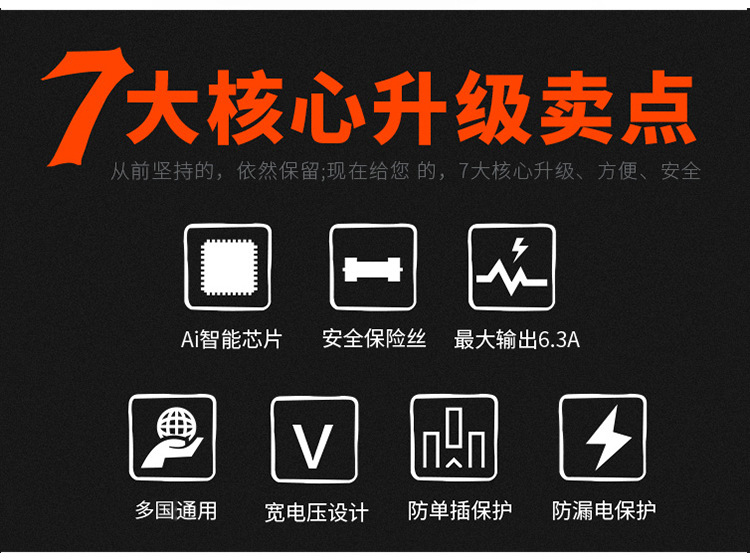 7大核心升级卖点
从前坚持的，依然保留;现在给您 的，7大核心升级、方便、安全
Ai智能芯片 安全保险丝 最大输出6.3A
V
多国通用 宽电压设计 防单插保护 防漏电保护